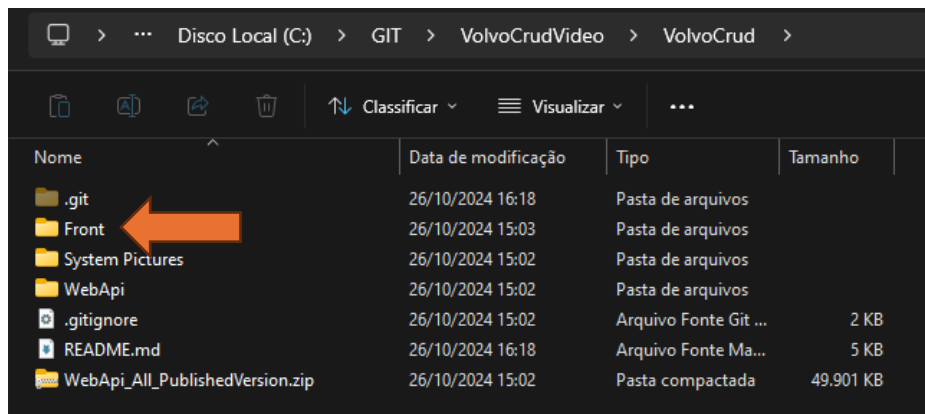 Disco Local (C:) > GIT > VolvoCrudVideo > VolvoCrud >
Classificar Visualizar
Nome Data de modificação Tipo Tamanho
.git 26/10/2024 16:18 Pasta de arquivos
Front 26/10/2024 15:03 Pasta de arquivos
System Pictures 26/10/2024 15:02 Pasta de arquivos
WebApi 26/10/2024 15:02 Pasta de arquivos
.gitignore 26/10/2024 15:02 Arquivo Fonte Git ... 2 KB
README.md 26/10/2024 16:18 Arquivo Fonte Ma... 5 KB
WebApi_All_PublishedVersion.zip 26/10/2024 15:02 Pasta compactada 49.901 KB